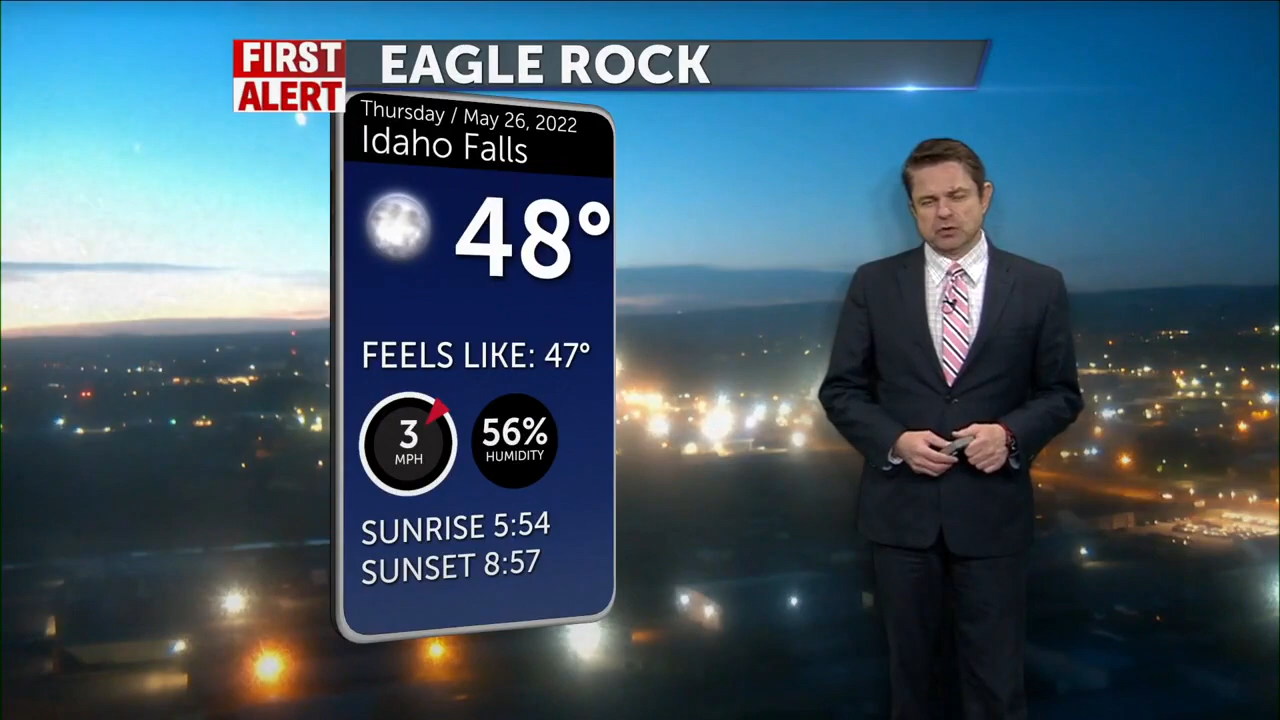 FIRST
ALERT
EAGLE ROCK
Thursday / May 26, 2022
Idaho Falls
48°
FEELS LIKE: 47°
3
MPH
56%
HUMIDITY
SUNRISE 5:54
SUNSET 8:57